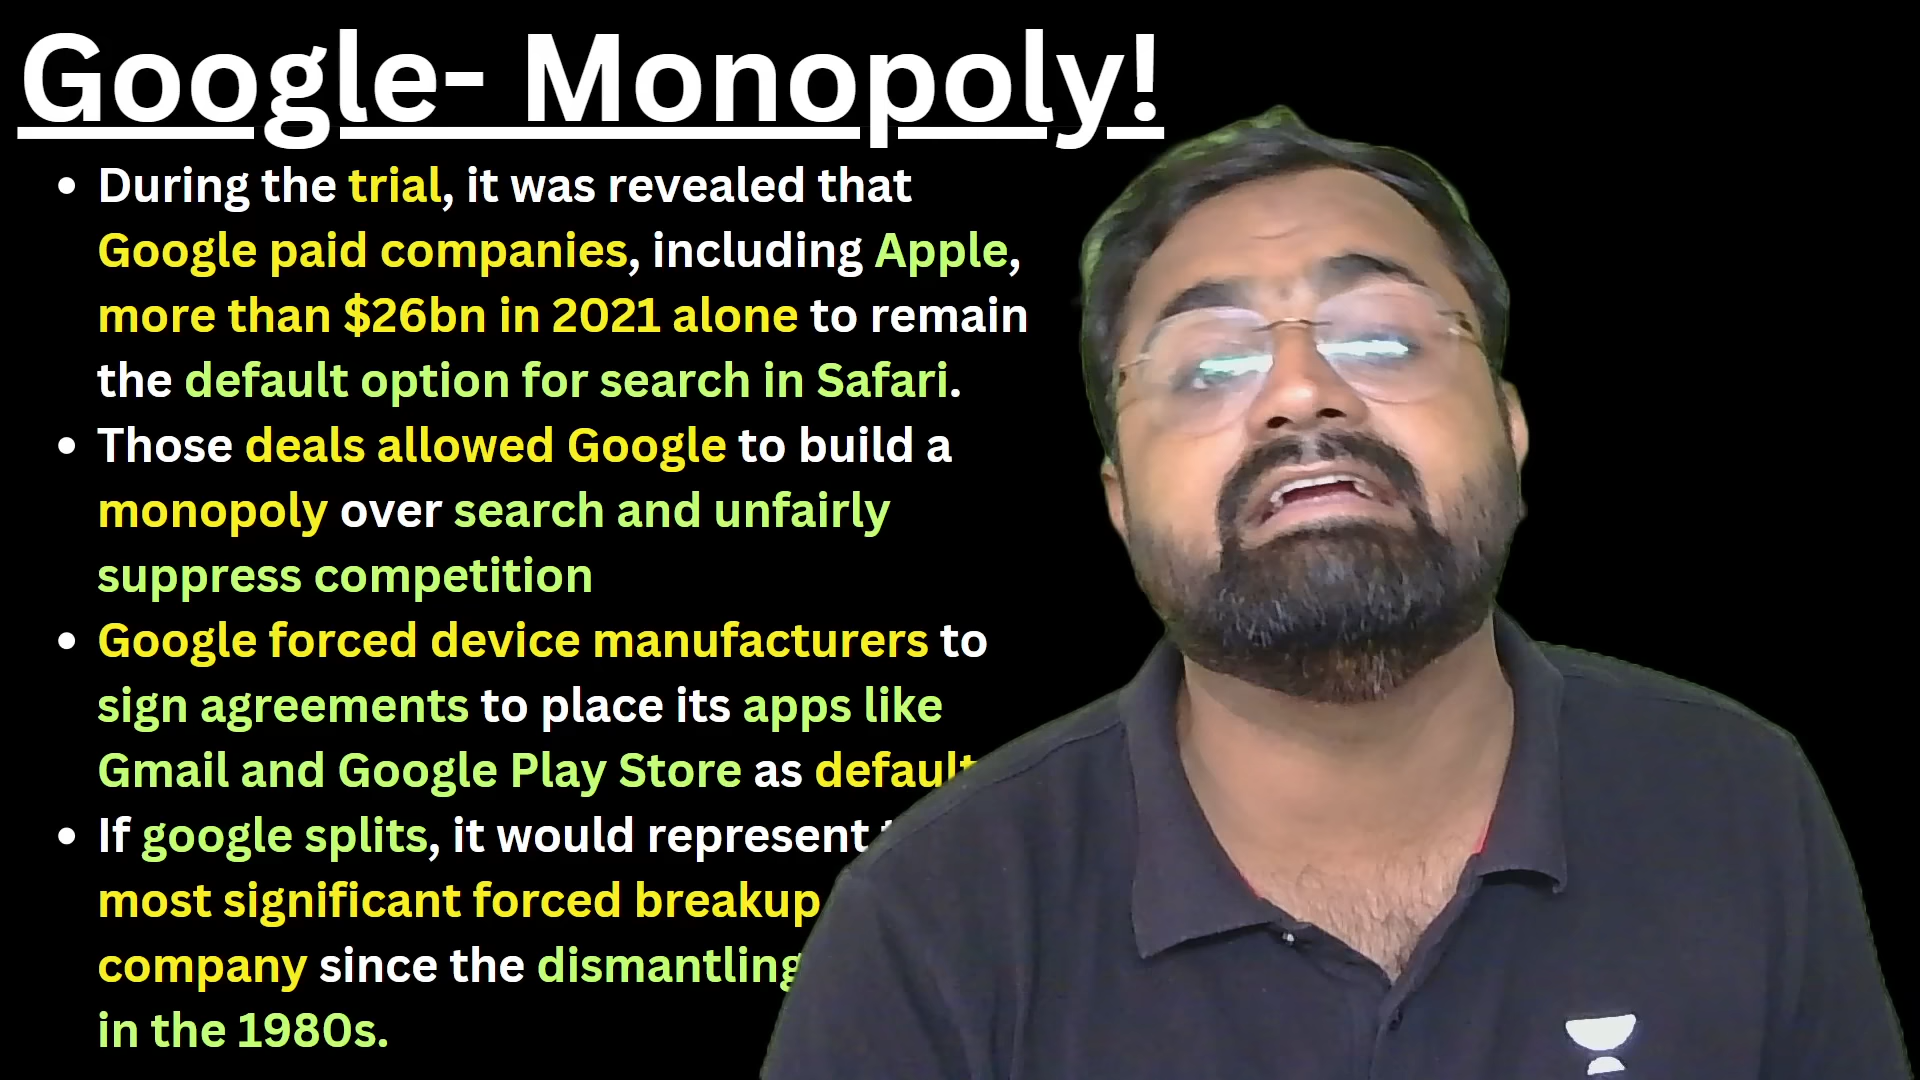 Google- Monopoly!
During the trial, it was revealed that
Google paid companies, including Apple,
more than $26bn in 2021 alone to remain
the default option for search in Safari.
Those deals allowed Google to build a
monopoly over search and unfairly
suppress competition
Google forced device manufacturers to
sign agreements to place its apps like
Gmail and Google Play Store as default
If google splits, it would represent
most significant forced breakup
company since the dismantling
in the 1980s.